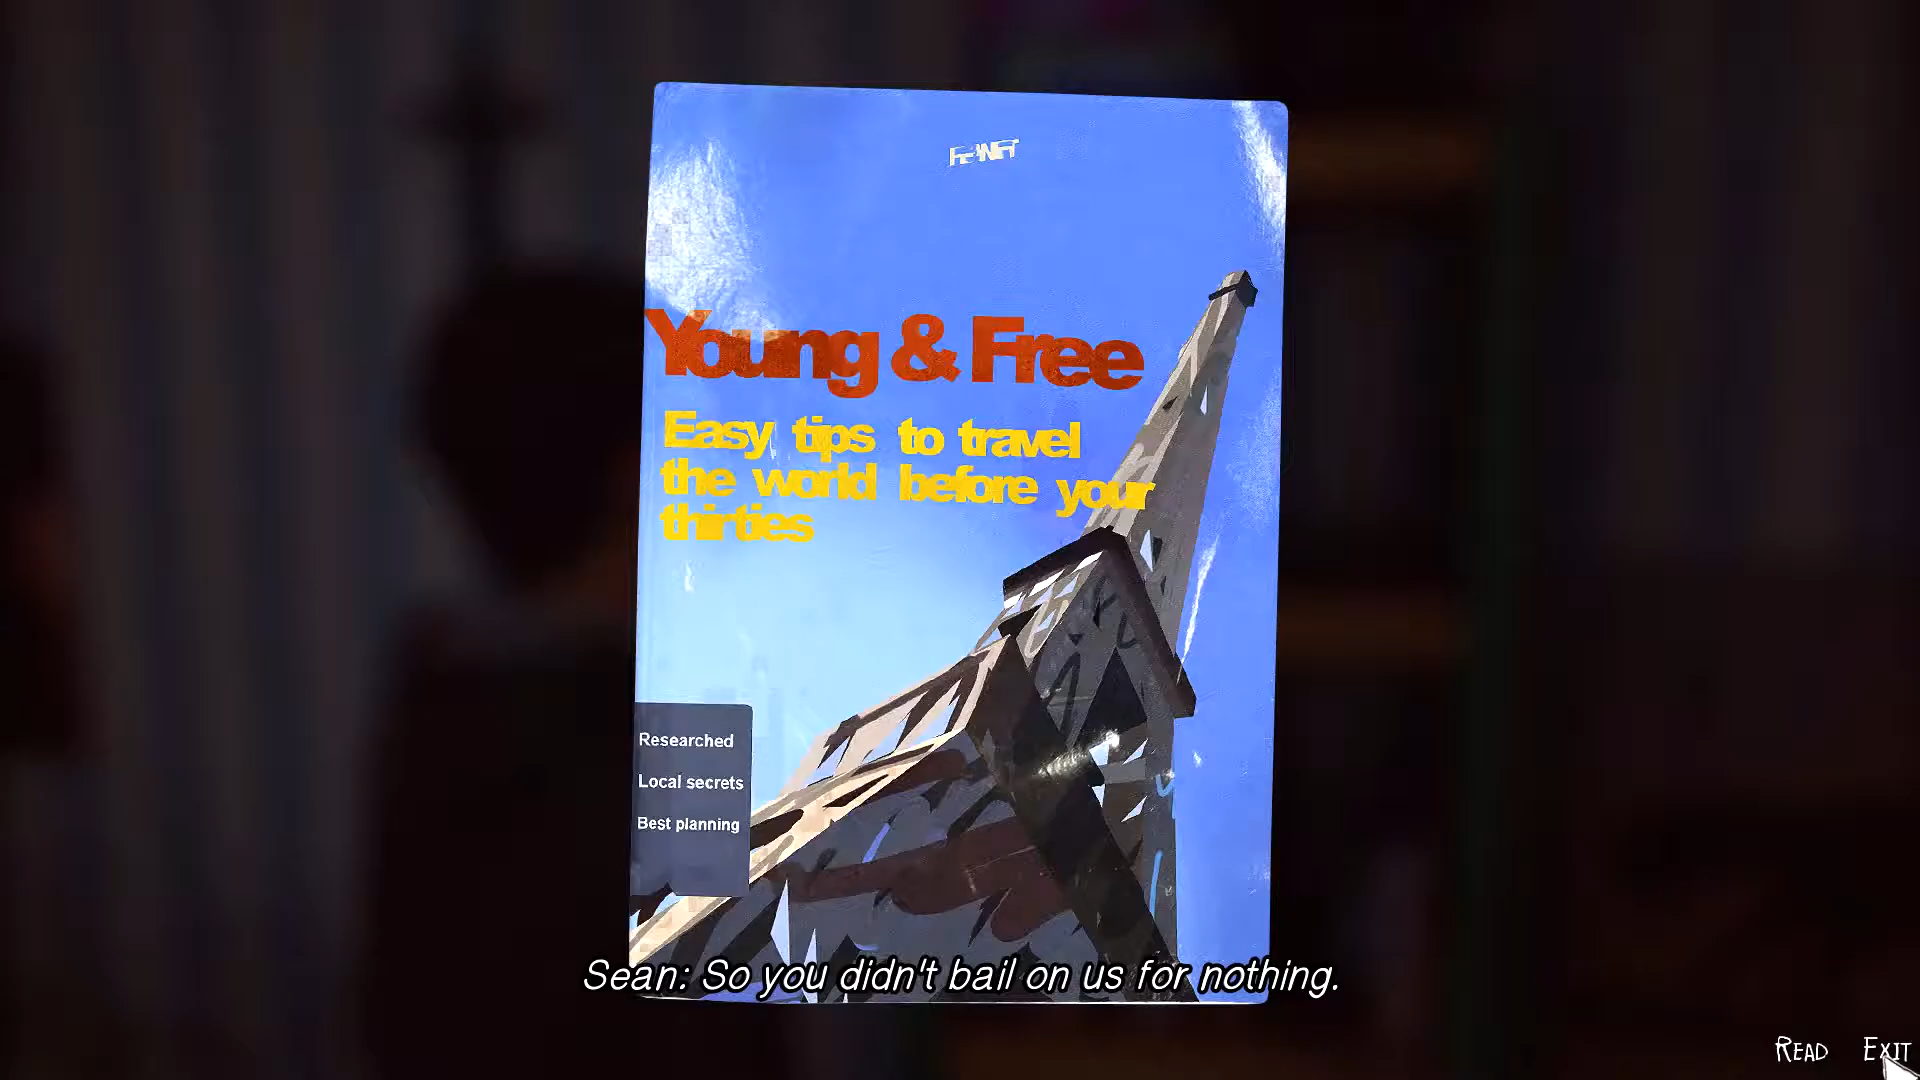 Young & Free
Easy tips to travel
the world before your
thirties
Researched
Local secrets
Best planning
Sean: So you didn't bail on us for nothing.
READ EXIT